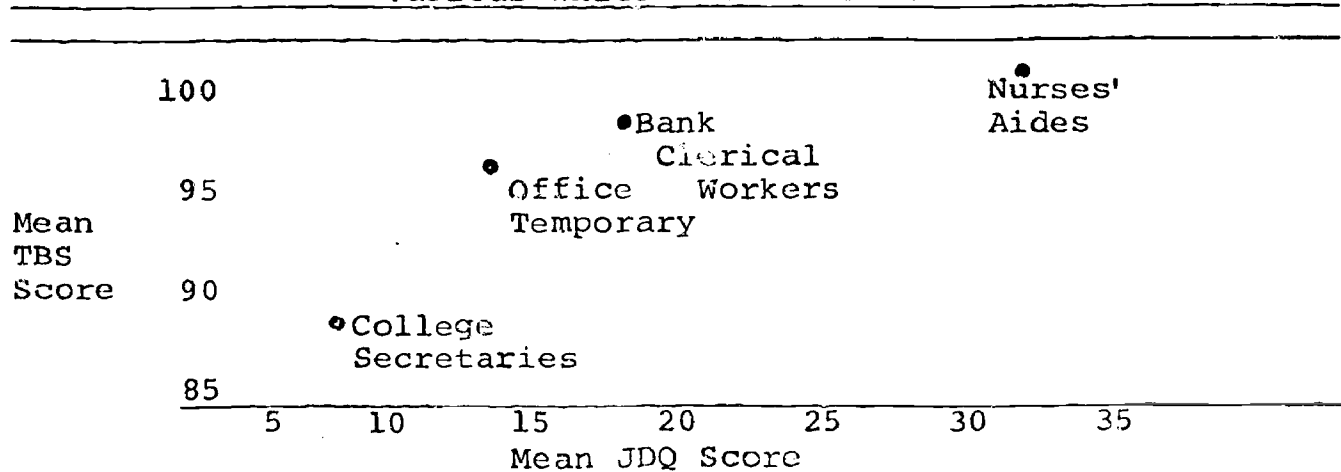 100
Nurses'
Aides
Bank
Clerical
Workers
95
Office
Temporary
Mean
TBS
Score
90
College
Secretaries
85
5 10 15 20 25 30 35
Mean JDQ Score